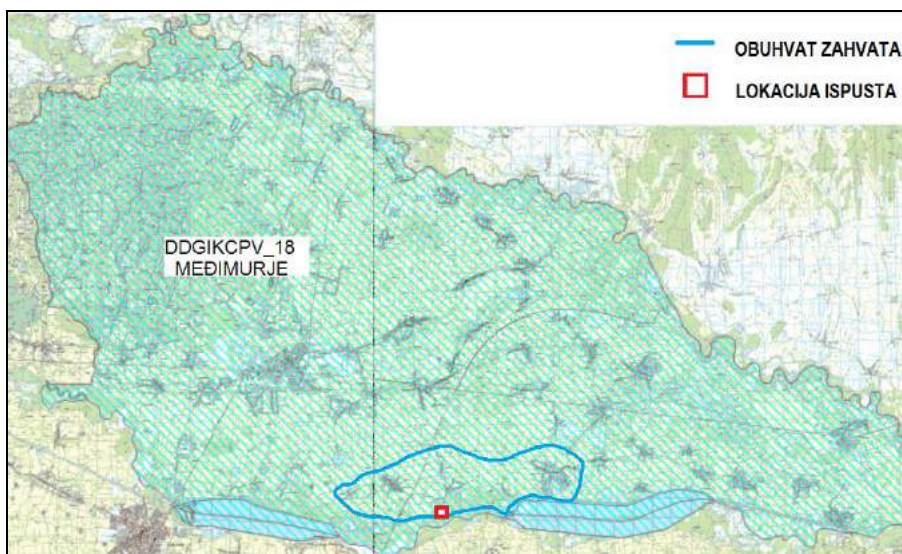 OBUHVAT ZAHVATA
LOKACIJA ISPUSTA
DDGIKCPV_18
MEĐIMURJE